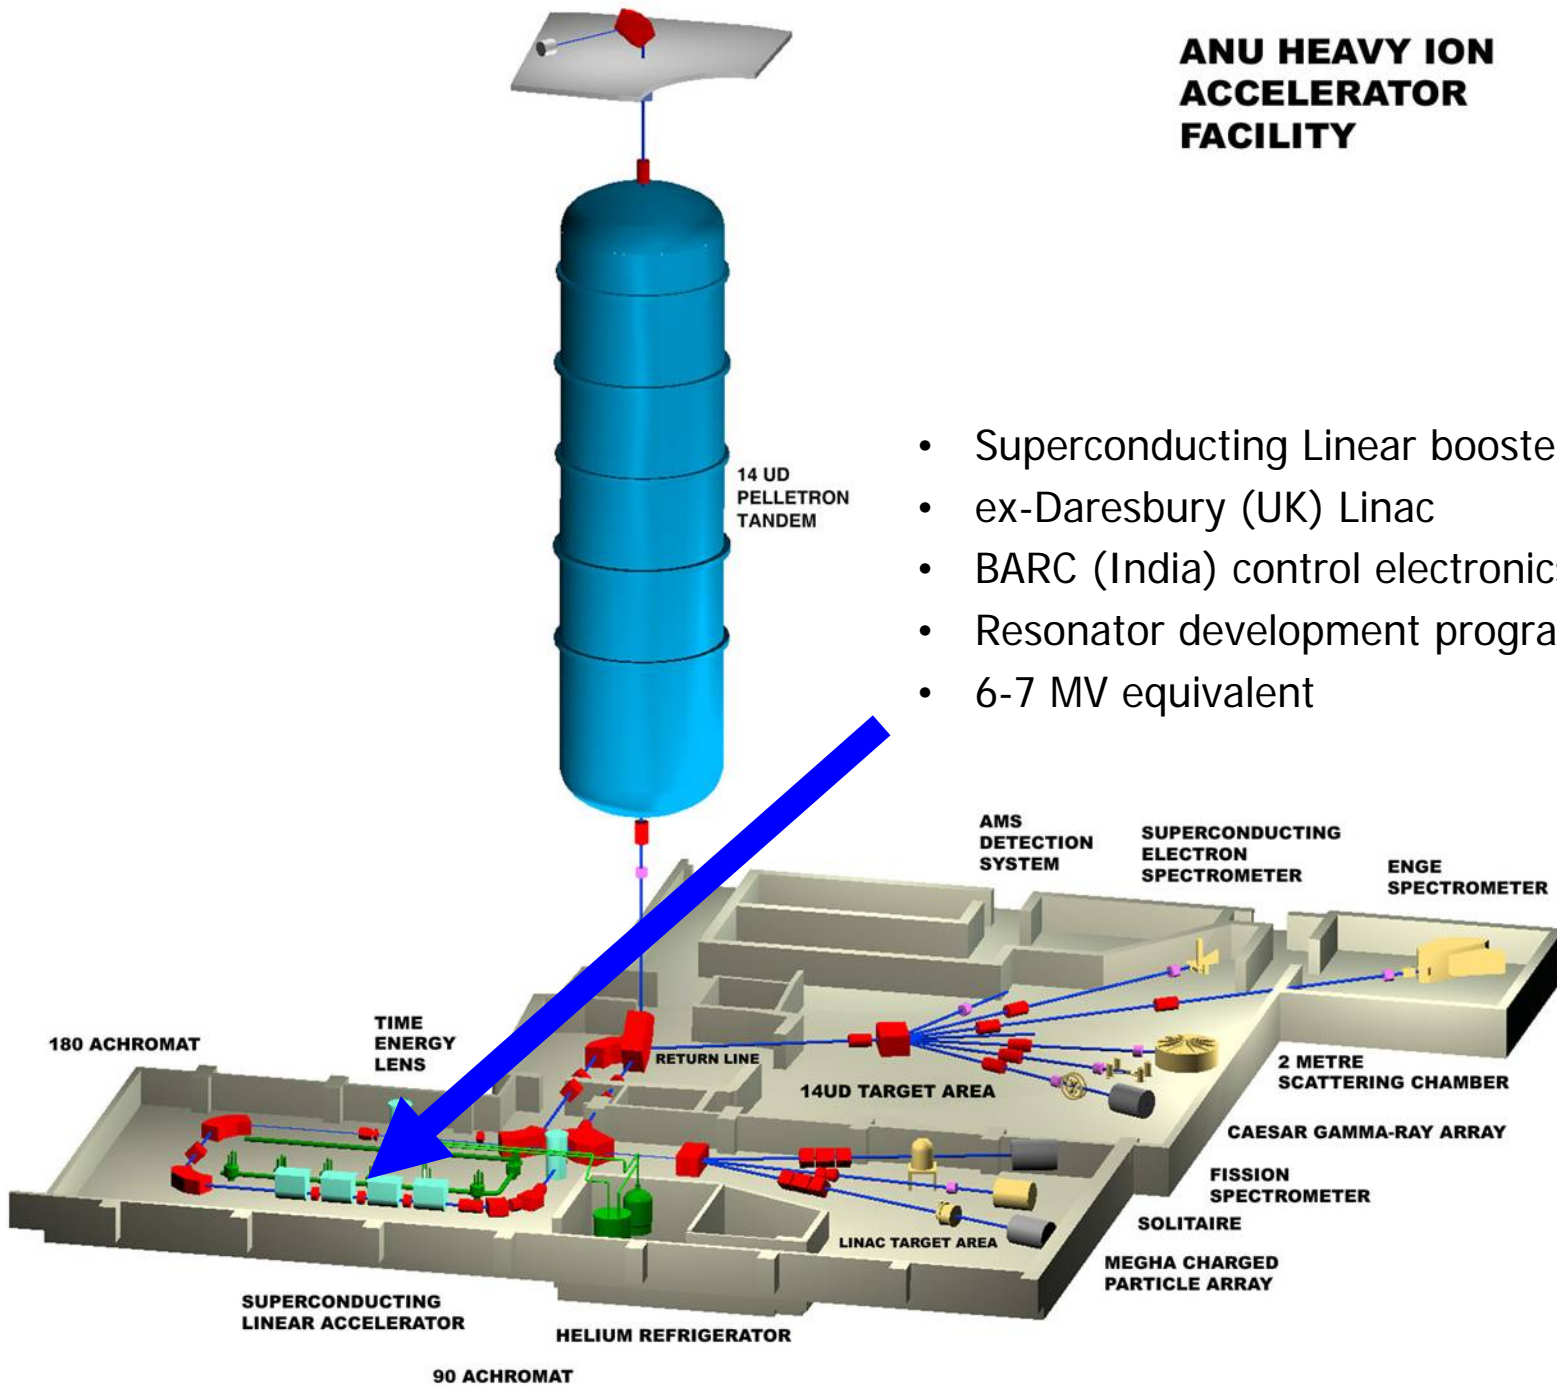 ANU HEAVY ION
ACCELERATOR
FACILITY
14 UD
PELLETRON
TANDEM
• Superconducting Linear booste
• ex-Daresbury (UK) Linac
• BARC (India) control electronics
• Resonator development progra
• 6-7 MV equivalent
AMS
DETECTION
SYSTEM
SUPERCONDUCTING
ELECTRON
SPECTROMETER
ENGE
SPECTROMETER
180 ACHROMAT
TIME
ENERGY
LENS
RETURN LINE
14UD TARGET AREA
2 METRE
SCATTERING CHAMBER
CAESAR GAMMA-RAY ARRAY
FISSION
SPECTROMETER
SOLITAIRE
LINAC TARGET AREA
MEGHA CHARGED
PARTICLE ARRAY
SUPERCONDUCTING
LINEAR ACCELERATOR
HELIUM REFRIGERATOR
90 ACHROMAT